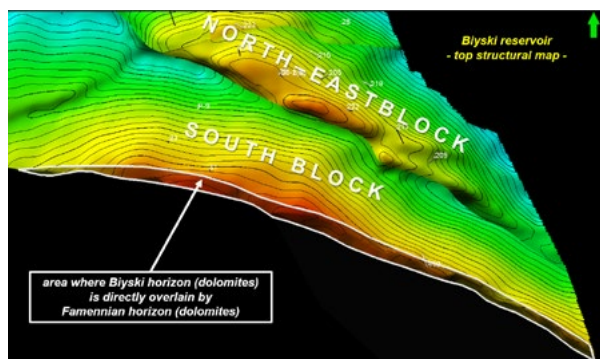 Biyski reservoir
- top structural map -
NORTH-EASTBLOCK
SOUTH BLOCK
area where Biyski horizon (dolomites)
is directly overlain by
Famennian horizon (dolomites)